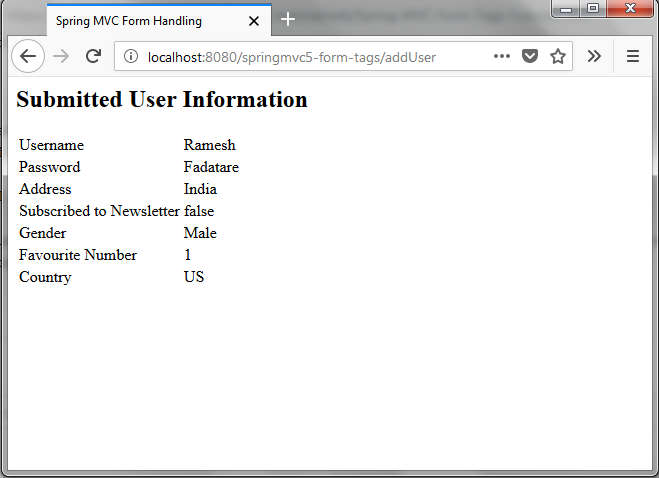 Spring MVC Form Handling
localhost:8080/springmvc5-form-tags/addUser
Submitted User Information
Username Ramesh
Password Fadatare
Address India
Subscribed to Newsletter false
Gender Male
Favourite Number 1
Country US